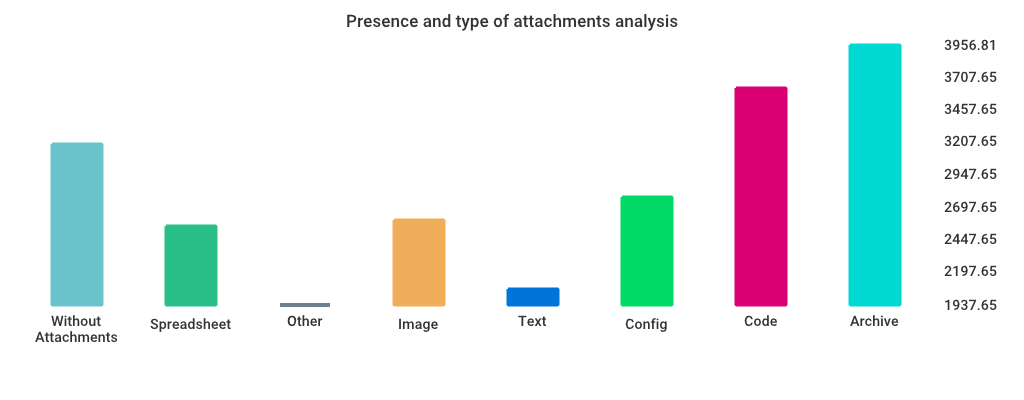 Presence and type of attachments analysis
3956.81
3707.65
3457.65
3207.65
2947.65
2697.65
2447.65
2197.65
1937.65
Without
Attachments
Spreadsheet
Other
Image
Text
Config
Code
Archive